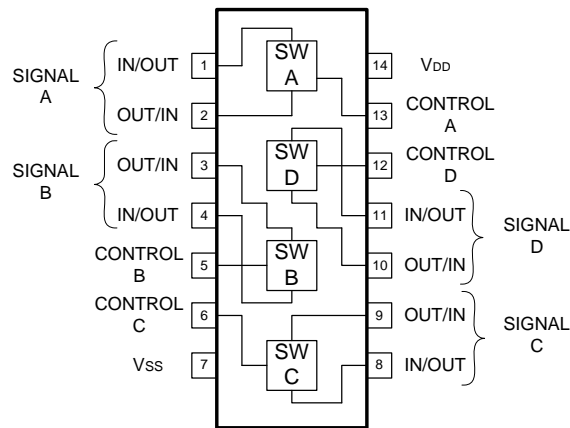 SIGNAL
A
IN/OUT
1
OUT/IN
2
SIGNAL
B
OUT/IN
3
IN/OUT
4
CONTROL
B
5
CONTROL
C
6
VSS
7
SW
A
SW
D
SW
B
SW
C
14
VDD
13
CONTROL
A
12
CONTROL
D
11
IN/OUT
10
OUT/IN
SIGNAL
D
9
OUT/IN
8
IN/OUT
SIGNAL
C